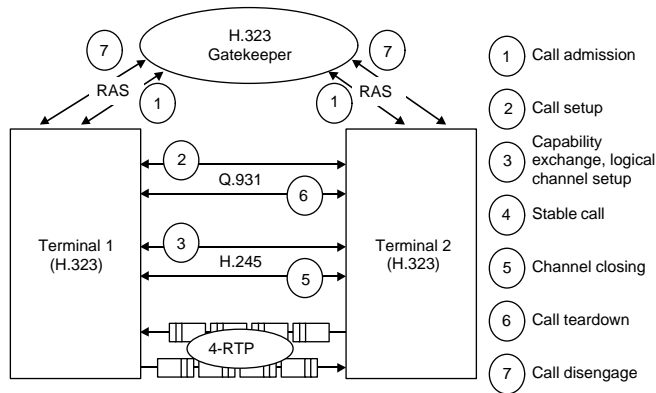 H.323
Gatekeeper
7
7
RAS
1
1
RAS
2
Q.931
6
Terminal 1
(H.323)
3
H.245
5
Terminal 2
(H.323)
4-RTP
1 Call admission
2 Call setup
3 Capability
exchange, logical
channel setup
4 Stable call
5 Channel closing
6 Call teardown
7 Call disengage